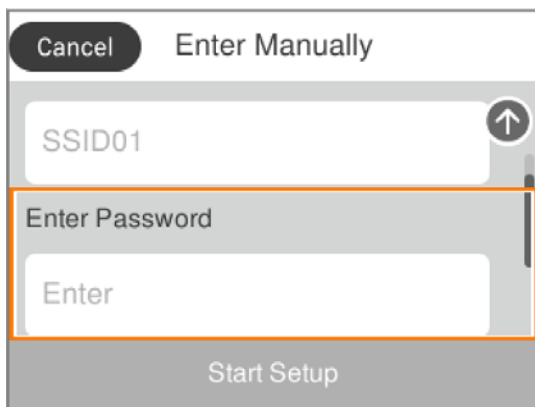 Cancel Enter Manually
SSID01
Enter Password
Enter
Start Setup